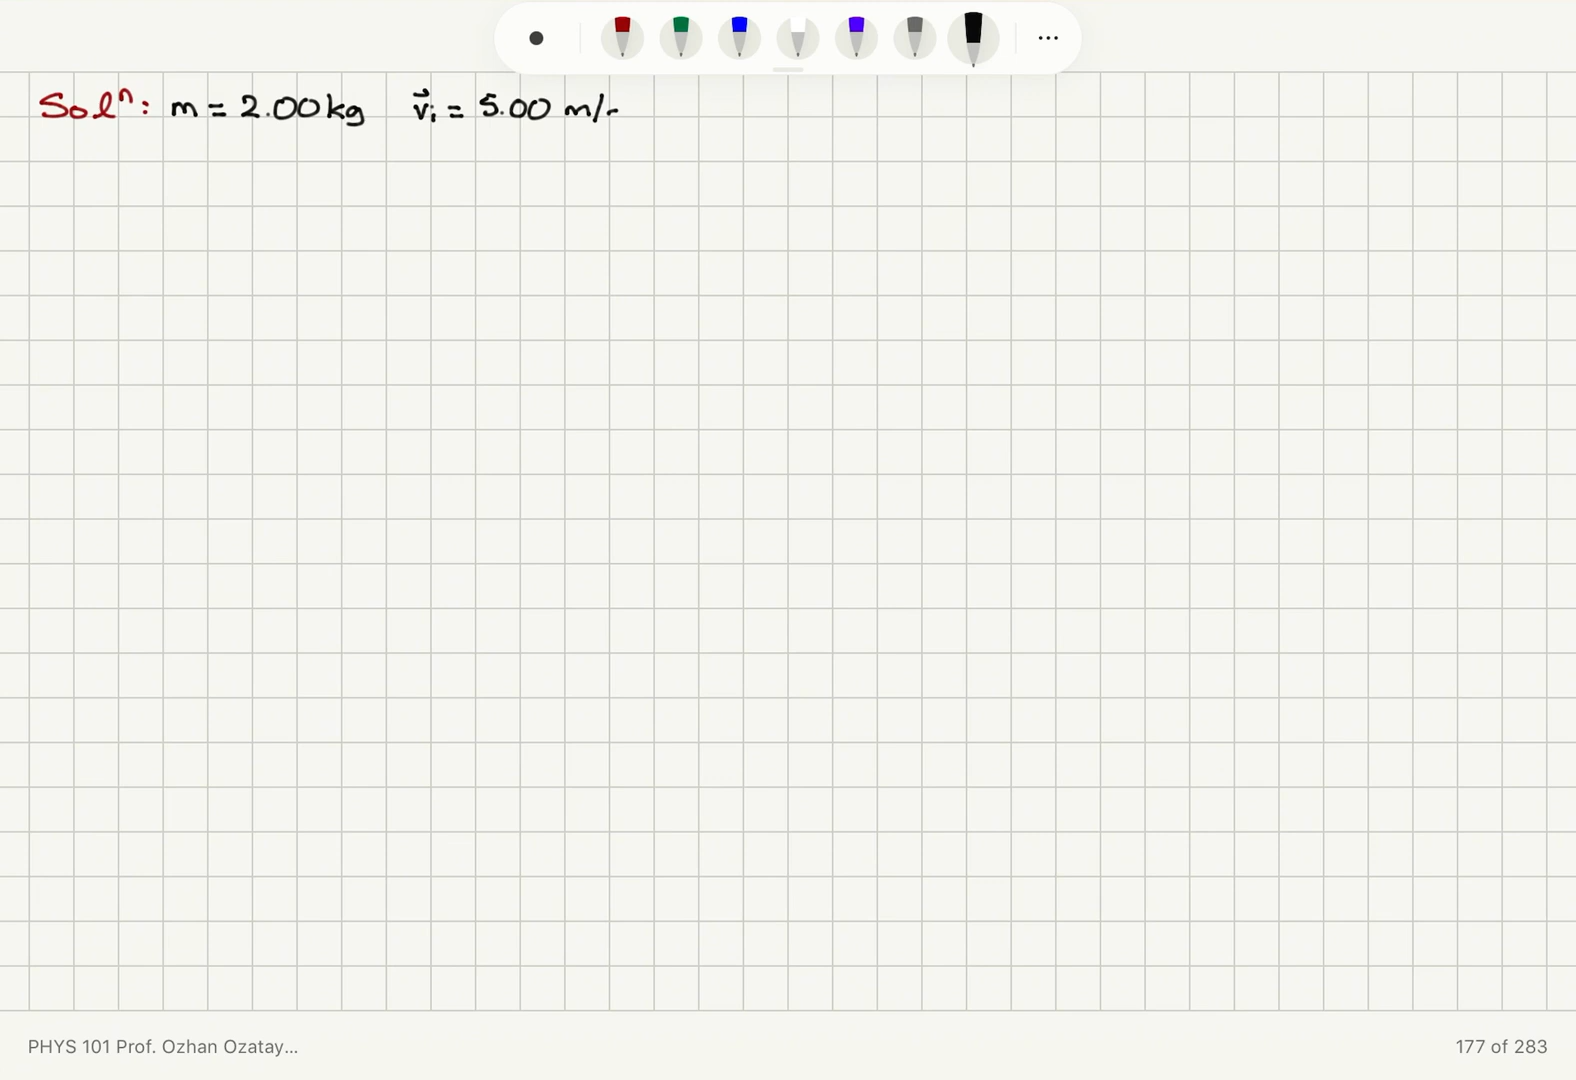 Solⁿ: m = 2.00 kg v⃗ᵢ = 5.00 m/
PHYS 101 Prof. Ozhan Ozatay...
177 of 283